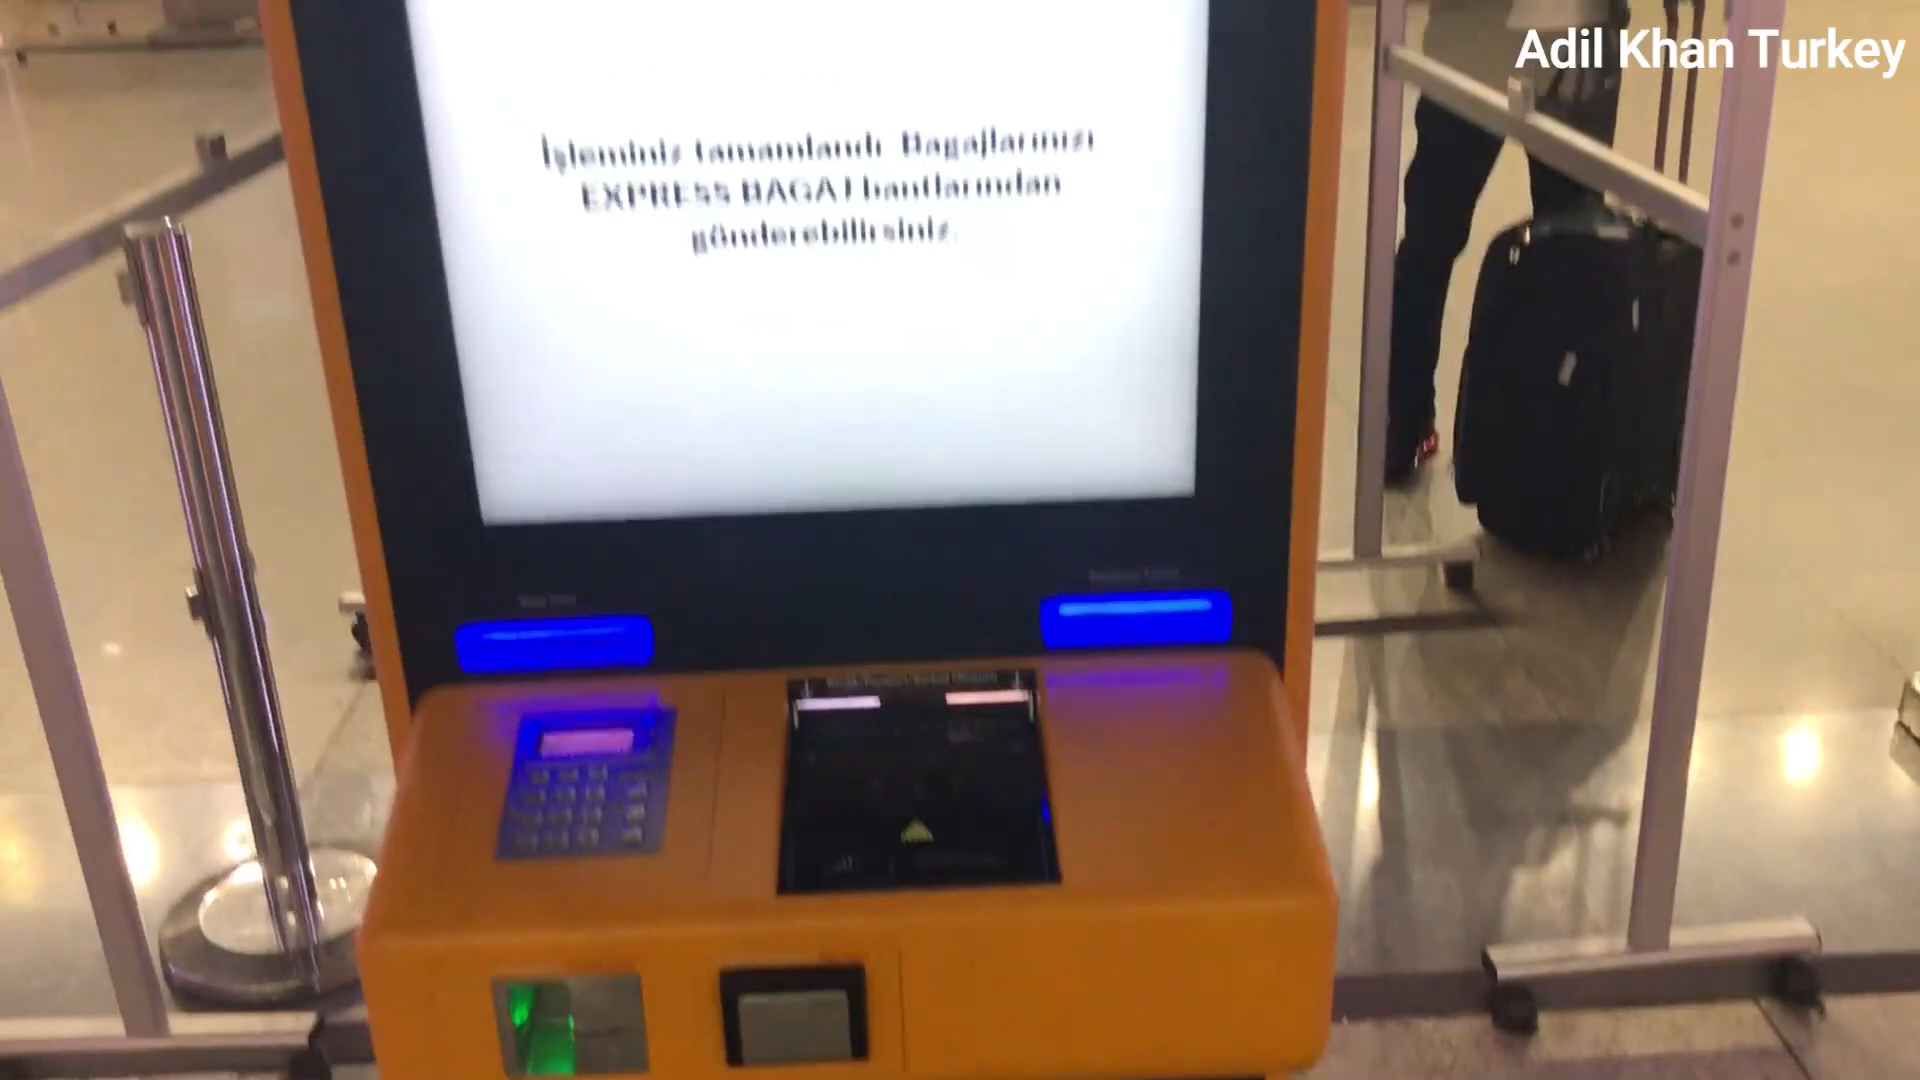 Adil Khan Turkey
İşleminiz tamamlandı. Bagajlarınızı
EXPRESS BAGAJ bantlarından
gönderebilirsiniz.